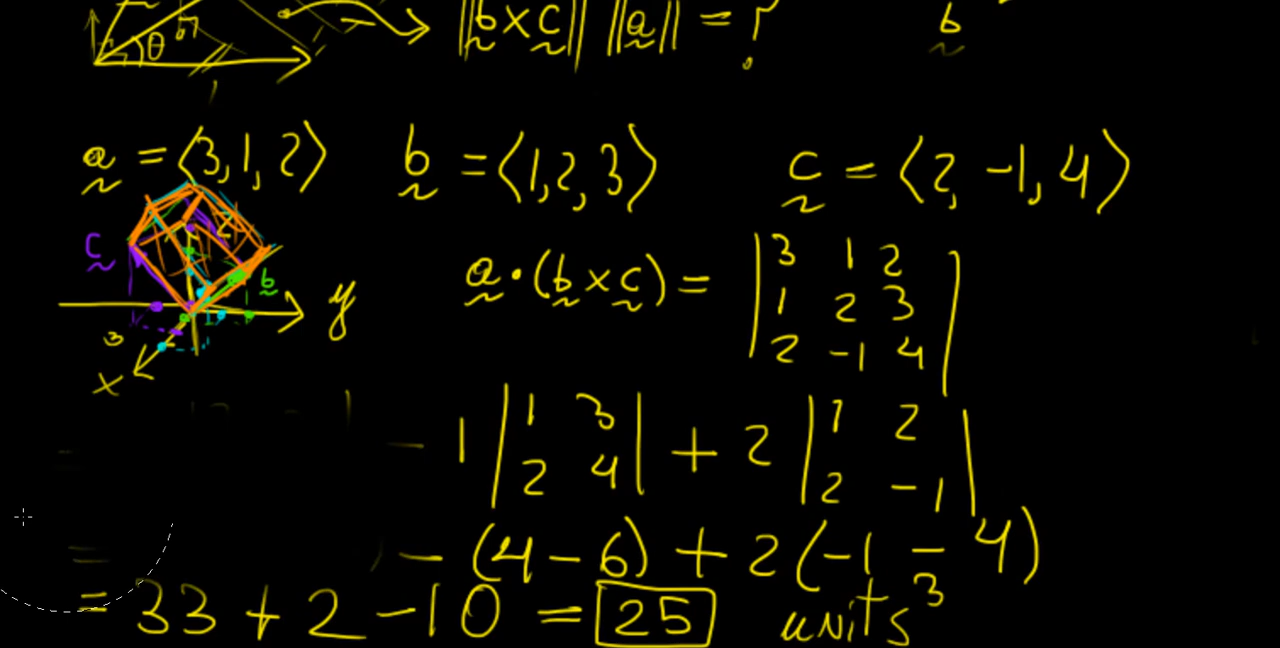 θ ‖b × c‖ ‖a‖ = ? b
a = ⟨3, 1, 2⟩ b = ⟨1, 2, 3⟩ c = ⟨2, -1, 4⟩
c b y
3
x
a · (b × c) = | 3 1 2 |
| 1 2 3 |
| 2 -1 4 |
- 1 | 1 3 | + 2 | 1 2 |
| 2 4 | | 2 -1 |
- (4 - 6) + 2 (-1 - 4)
= 33 + 2 - 10 = 25 units³